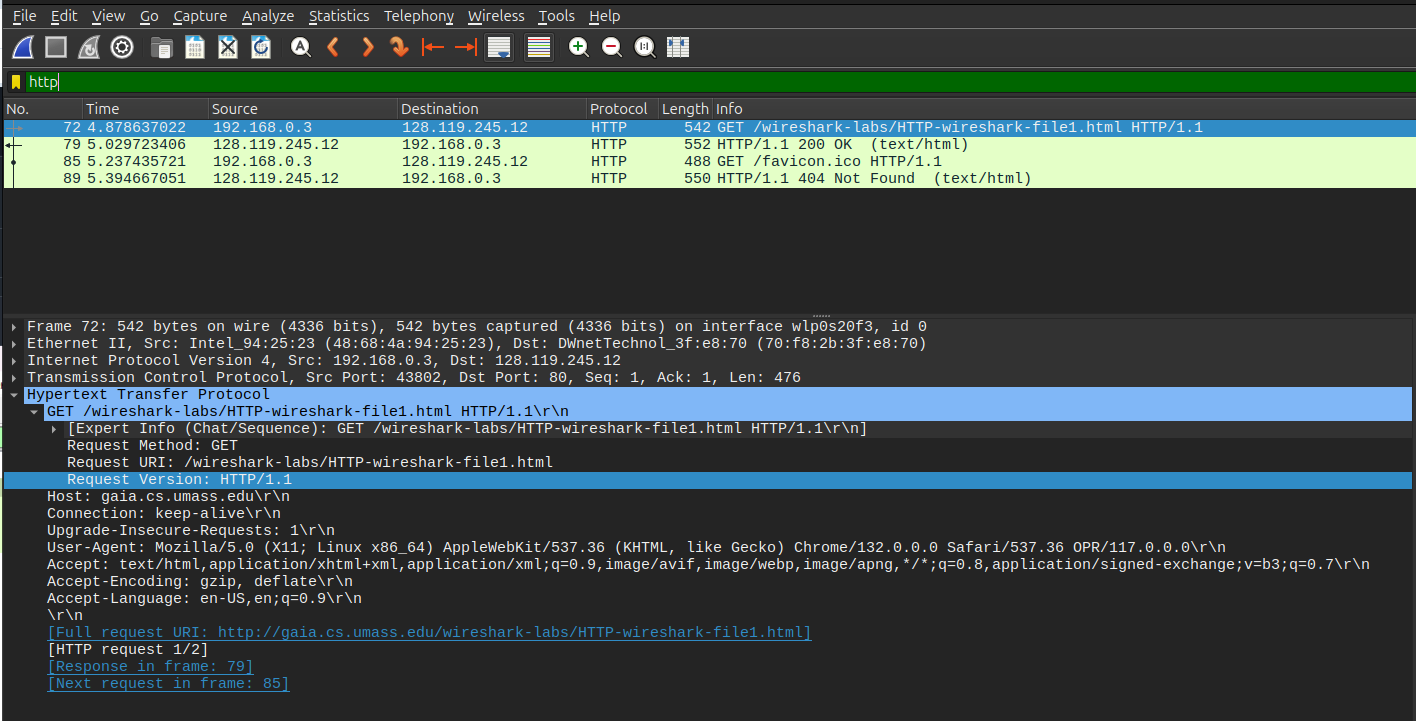 File Edit View Go Capture Analyze Statistics Telephony Wireless Tools Help
http
No. Time Source Destination Protocol Length Info
72 4.878637022 192.168.0.3 128.119.245.12 HTTP 542 GET /wireshark-labs/HTTP-wireshark-file1.html HTTP/1.1
79 5.029723406 128.119.245.12 192.168.0.3 HTTP 552 HTTP/1.1 200 OK  (text/html)
85 5.237435721 192.168.0.3 128.119.245.12 HTTP 488 GET /favicon.ico HTTP/1.1
89 5.394667051 128.119.245.12 192.168.0.3 HTTP 550 HTTP/1.1 404 Not Found  (text/html)
Frame 72: 542 bytes on wire (4336 bits), 542 bytes captured (4336 bits) on interface wlp0s20f3, id 0
Ethernet II, Src: Intel_94:25:23 (48:68:4a:94:25:23), Dst: DWnetTechnol_3f:e8:70 (70:f8:2b:3f:e8:70)
Internet Protocol Version 4, Src: 192.168.0.3, Dst: 128.119.245.12
Transmission Control Protocol, Src Port: 43802, Dst Port: 80, Seq: 1, Ack: 1, Len: 476
Hypertext Transfer Protocol
GET /wireshark-labs/HTTP-wireshark-file1.html HTTP/1.1\r\n
[Expert Info (Chat/Sequence): GET /wireshark-labs/HTTP-wireshark-file1.html HTTP/1.1\r\n]
Request Method: GET
Request URI: /wireshark-labs/HTTP-wireshark-file1.html
Request Version: HTTP/1.1
Host: gaia.cs.umass.edu\r\n
Connection: keep-alive\r\n
Upgrade-Insecure-Requests: 1\r\n
User-Agent: Mozilla/5.0 (X11; Linux x86_64) AppleWebKit/537.36 (KHTML, like Gecko) Chrome/132.0.0.0 Safari/537.36 OPR/117.0.0.0\r\n
Accept: text/html,application/xhtml+xml,application/xml;q=0.9,image/avif,image/webp,image/apng,*/*;q=0.8,application/signed-exchange;v=b3;q=0.7\r\n
Accept-Encoding: gzip, deflate\r\n
Accept-Language: en-US,en;q=0.9\r\n
\r\n
[Full request URI: http://gaia.cs.umass.edu/wireshark-labs/HTTP-wireshark-file1.html]
[HTTP request 1/2]
[Response in frame: 79]
[Next request in frame: 85]